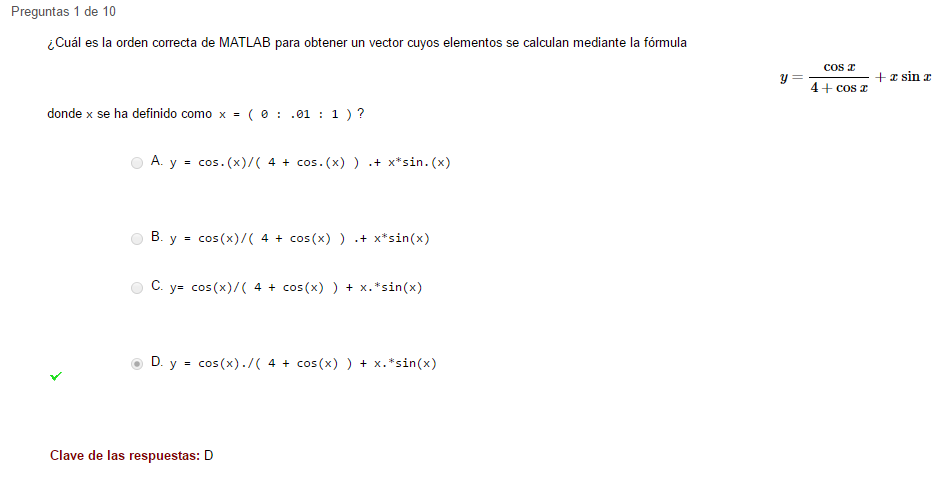 Preguntas 1 de 10
¿Cuál es la orden correcta de MATLAB para obtener un vector cuyos elementos se calculan mediante la fórmula
y = cos x / (4 + cos x) + x sin x
donde x se ha definido como x = ( 0 : .01 : 1 ) ?
A. y = cos.(x)/( 4 + cos.(x) ) .+ x*sin.(x)
B. y = cos(x)/( 4 + cos(x) ) .+ x*sin(x)
C. y= cos(x)/( 4 + cos(x) ) + x.*sin(x)
D. y = cos(x)./( 4 + cos(x) ) + x.*sin(x)
Clave de las respuestas: D